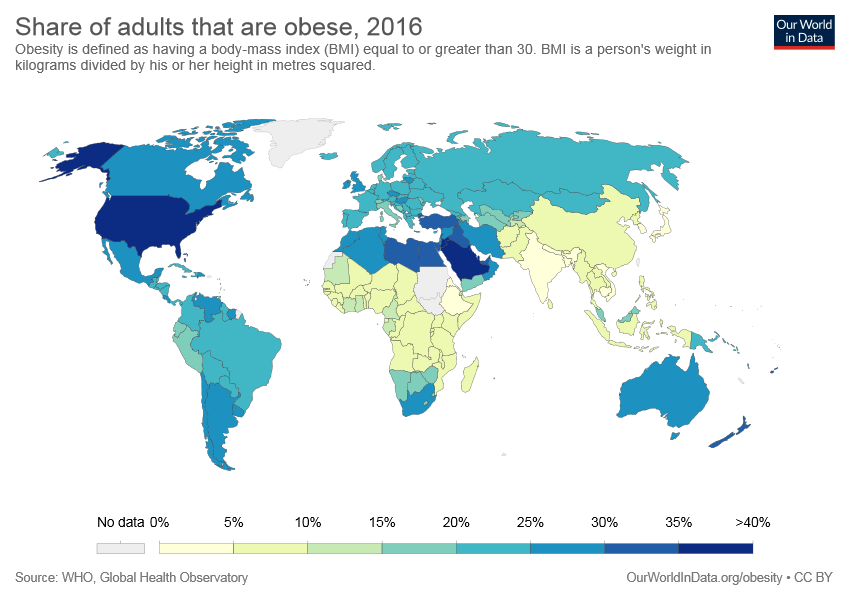 Share of adults that are obese, 2016
Our World
in Data
Obesity is defined as having a body-mass index (BMI) equal to or greater than 30. BMI is a person's weight in
kilograms divided by his or her height in metres squared.
No data 0% 5% 10% 15% 20% 25% 30% 35% >40%
Source: WHO, Global Health Observatory
OurWorldInData.org/obesity • CC BY